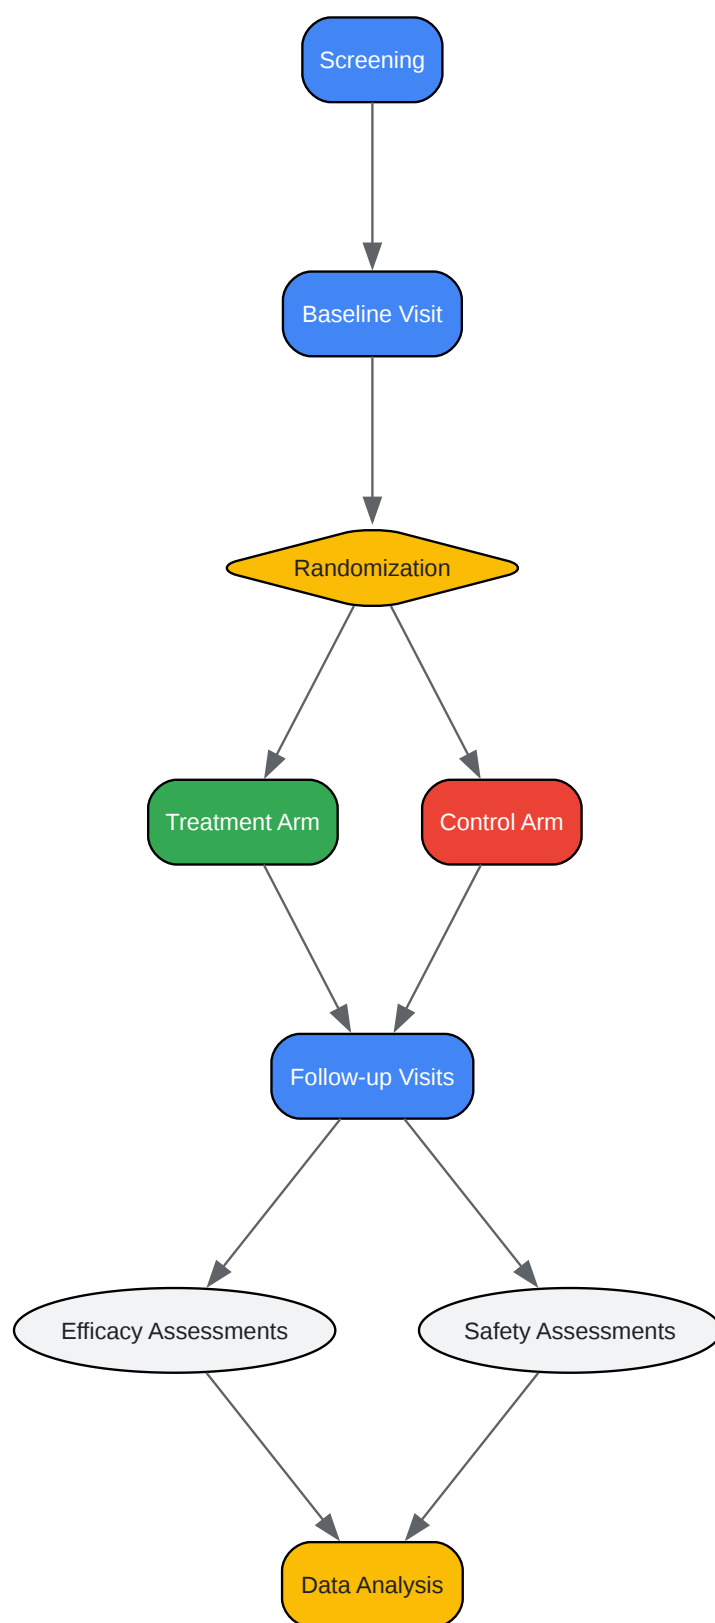 Screening
Baseline Visit
Randomization
Treatment Arm
Control Arm
Follow-up Visits
Efficacy Assessments
Safety Assessments
Data Analysis